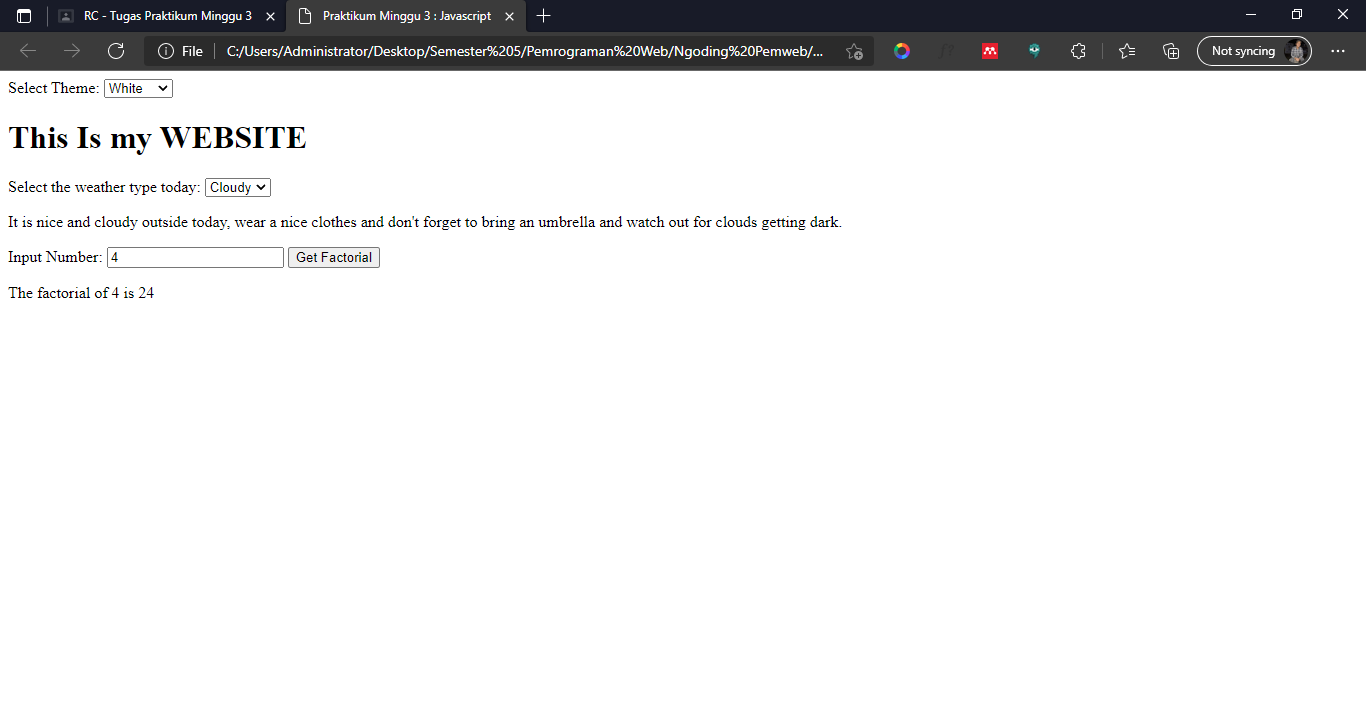 RC - Tugas Praktikum Minggu 3
Praktikum Minggu 3 : Javascript
File
C:/Users/Administrator/Desktop/Semester%205/Pemrograman%20Web/Ngoding%20Pemweb/...
Not syncing
Select Theme: White
This Is my WEBSITE
Select the weather type today: Cloudy
It is nice and cloudy outside today, wear a nice clothes and don't forget to bring an umbrella and watch out for clouds getting dark.
Input Number: 4 Get Factorial
The factorial of 4 is 24